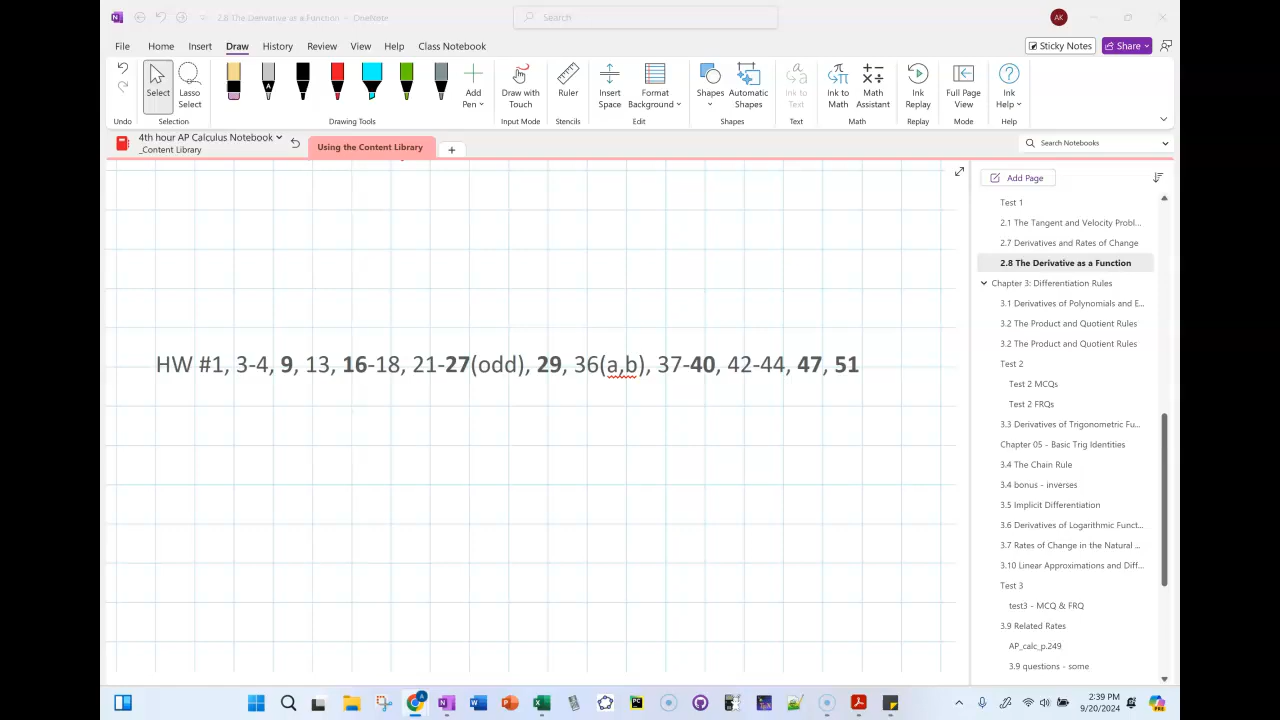 2.8 The Derivative as a Function - OneNote
Search
AK
File Home Insert Draw History Review View Help Class Notebook
Sticky Notes
Share
Undo
Select
Lasso Select
Selection
Drawing Tools
Add Pen
Draw with Touch
Input Mode
Ruler
Stencils
Insert Space
Format Background
Edit
Shapes
Automatic Shapes
Shapes
Ink to Text
Text
Ink to Math
Math Assistant
Math
Ink Replay
Replay
Full Page View
Mode
Ink Help
Help
4th hour AP Calculus Notebook
_Content Library
Using the Content Library
Search Notebooks
HW #1, 3-4, 9, 13, 16-18, 21-27(odd), 29, 36(a,b), 37-40, 42-44, 47, 51
Add Page
Test 1
2.1 The Tangent and Velocity Probl...
2.7 Derivatives and Rates of Change
2.8 The Derivative as a Function
Chapter 3: Differentiation Rules
3.1 Derivatives of Polynomials and E...
3.2 The Product and Quotient Rules
3.2 The Product and Quotient Rules
Test 2
Test 2 MCQs
Test 2 FRQs
3.3 Derivatives of Trigonometric Fu...
Chapter 05 - Basic Trig Identities
3.4 The Chain Rule
3.4 bonus - inverses
3.5 Implicit Differentiation
3.6 Derivatives of Logarithmic Funct...
3.7 Rates of Change in the Natural ...
3.10 Linear Approximations and Diff...
Test 3
test3 - MCQ & FRQ
3.9 Related Rates
AP_calc_p.249
3.9 questions - some
2:39 PM
9/20/2024